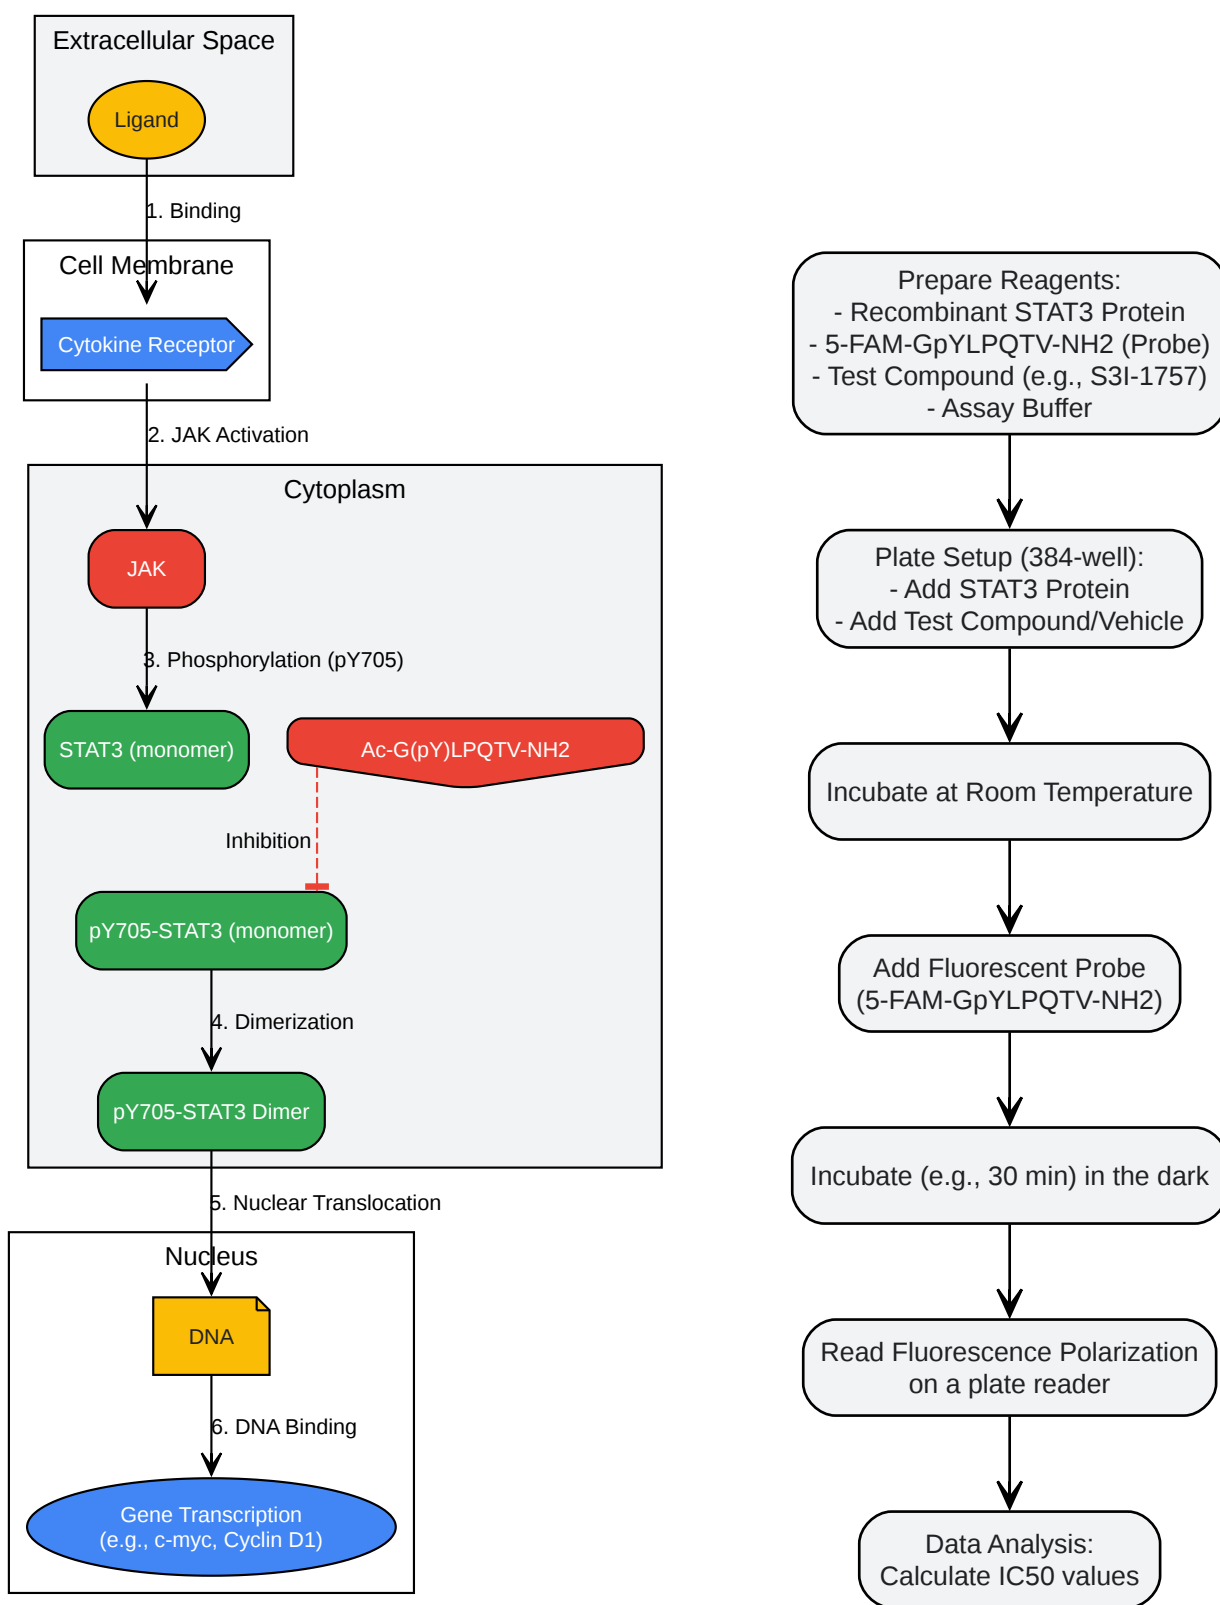 Extracellular Space
Ligand
1. Binding
Cell Membrane
Cytokine Receptor
2. JAK Activation
Cytoplasm
JAK
3. Phosphorylation (pY705)
STAT3 (monomer)
Ac-G(pY)LPQTV-NH2
Inhibition
pY705-STAT3 (monomer)
4. Dimerization
pY705-STAT3 Dimer
5. Nuclear Translocation
Nucleus
DNA
6. DNA Binding
Gene Transcription
(e.g., c-myc, Cyclin D1)
Prepare Reagents:
- Recombinant STAT3 Protein
- 5-FAM-GpYLPQTV-NH2 (Probe)
- Test Compound (e.g., S3I-1757)
- Assay Buffer
Plate Setup (384-well):
- Add STAT3 Protein
- Add Test Compound/Vehicle
Incubate at Room Temperature
Add Fluorescent Probe
(5-FAM-GpYLPQTV-NH2)
Incubate (e.g., 30 min) in the dark
Read Fluorescence Polarization
on a plate reader
Data Analysis:
Calculate IC50 values